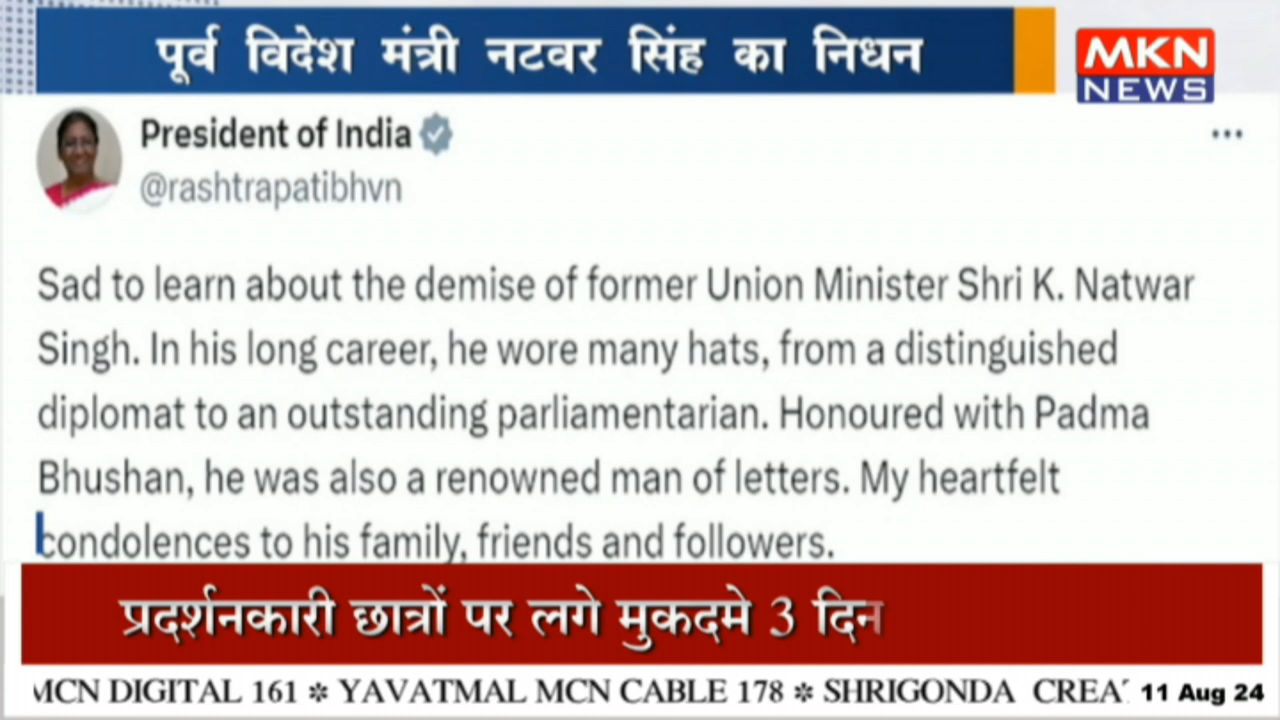 पूर्व विदेश मंत्री नटवर सिंह का निधन
MKN
NEWS
President of India
@rashtrapatibhvn
Sad to learn about the demise of former Union Minister Shri K. Natwar
Singh. In his long career, he wore many hats, from a distinguished
diplomat to an outstanding parliamentarian. Honoured with Padma
Bhushan, he was also a renowned man of letters. My heartfelt
condolences to his family, friends and followers.
प्रदर्शनकारी छात्रों पर लगे मुकदमे 3 दिन
MCN DIGITAL 161 * YAVATMAL MCN CABLE 178 * SHRIGONDA 11 Aug 24